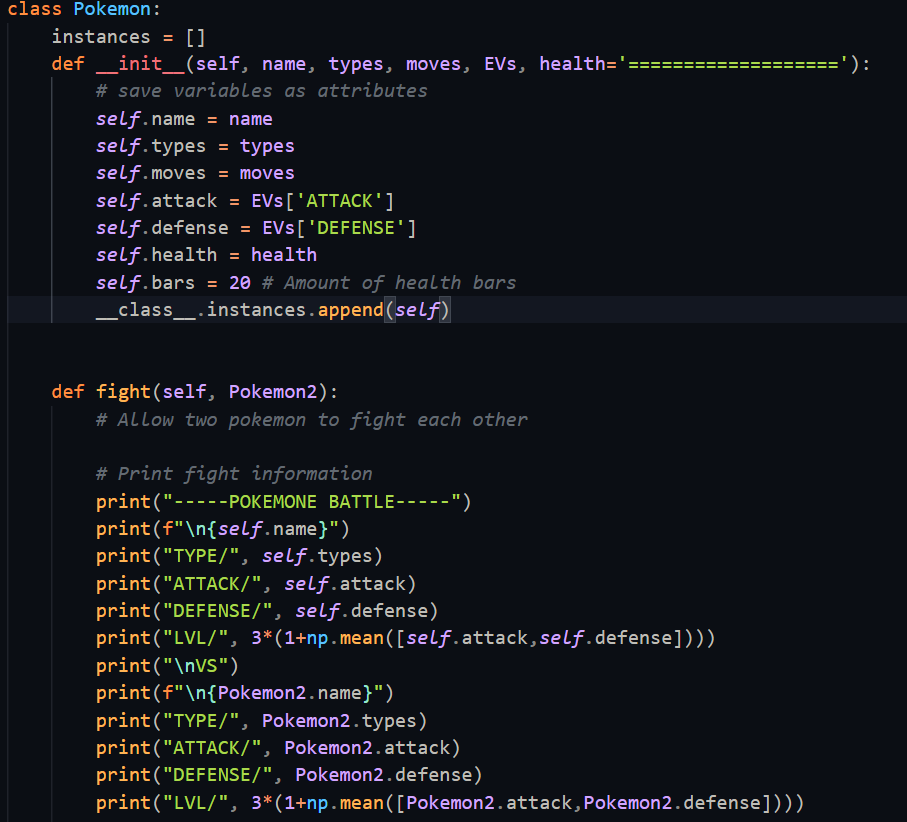 class Pokemon:
    instances = []
    def __init__(self, name, types, moves, EVs, health='==================='):
        # save variables as attributes
        self.name = name
        self.types = types
        self.moves = moves
        self.attack = EVs['ATTACK']
        self.defense = EVs['DEFENSE']
        self.health = health
        self.bars = 20 # Amount of health bars
        __class__.instances.append(self)
    def fight(self, Pokemon2):
        # Allow two pokemon to fight each other
        # Print fight information
        print("-----POKEMONE BATTLE-----")
        print(f"\n{self.name}")
        print("TYPE/", self.types)
        print("ATTACK/", self.attack)
        print("DEFENSE/", self.defense)
        print("LVL/", 3*(1+np.mean([self.attack,self.defense])))
        print("\nVS")
        print(f"\n{Pokemon2.name}")
        print("TYPE/", Pokemon2.types)
        print("ATTACK/", Pokemon2.attack)
        print("DEFENSE/", Pokemon2.defense)
        print("LVL/", 3*(1+np.mean([Pokemon2.attack,Pokemon2.defense])))